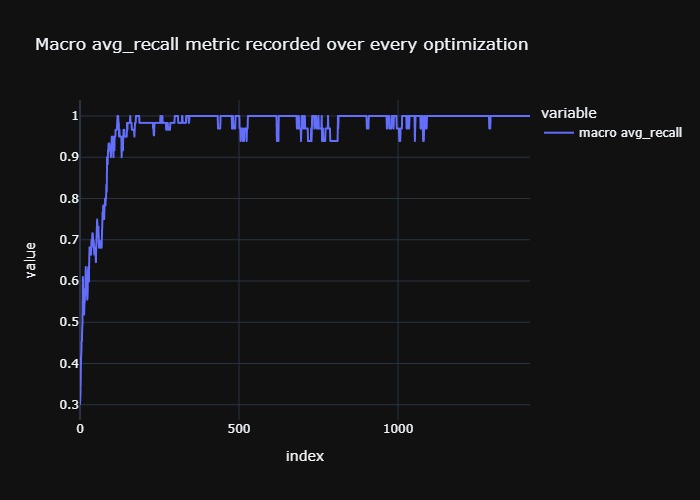 Macro avg_recall metric recorded over every optimization
variable
macro avg_recall
value
1
0.9
0.8
0.7
0.6
0.5
0.4
0.3
0
500
1000
index